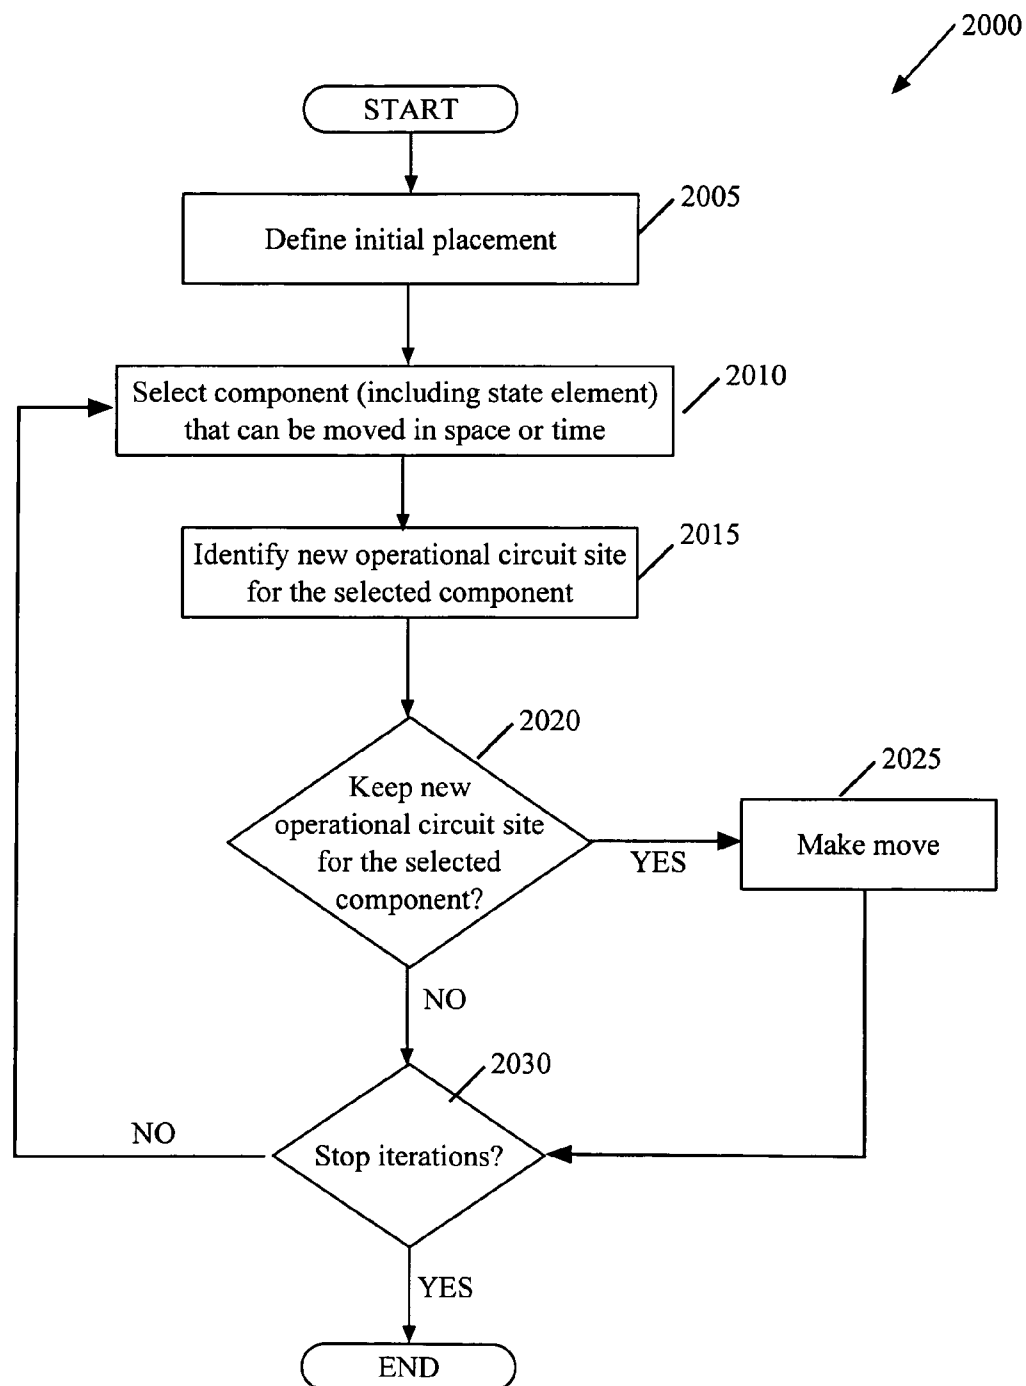 2000
START
2005
Define initial placement
2010
Select component (including state element)
that can be moved in space or time
2015
Identify new operational circuit site
for the selected component
2020
Keep new
operational circuit site
for the selected
component?
2025
Make move
YES
NO
2030
NO
Stop iterations?
YES
END